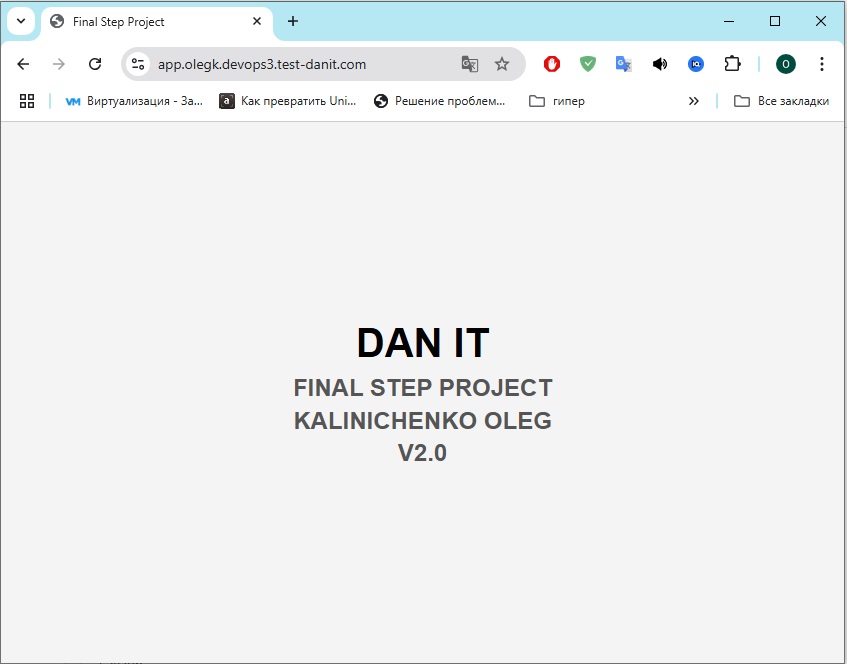 Final Step Project
app.olegk.devops3.test-danit.com
O
vm Виртуализация - За...
a Как превратить Uni...
Решение проблем...
гипер
Все закладки
DAN IT
FINAL STEP PROJECT
KALINICHENKO OLEG
V2.0